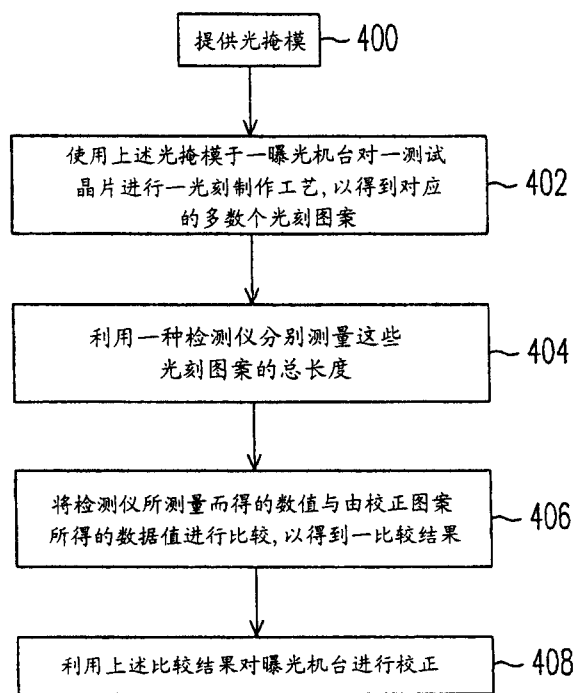 提供光掩模 400
使用上述光掩模于一曝光机台对一测试
晶片进行一光刻制作工艺,以得到对应
的多数个光刻图案
402
利用一种检测仪分别测量这些
光刻图案的总长度
404
将检测仪所测量而得的数值与由校正图案
所得的数据值进行比较,以得到一比较结果
406
利用上述比较结果对曝光机台进行校正 408